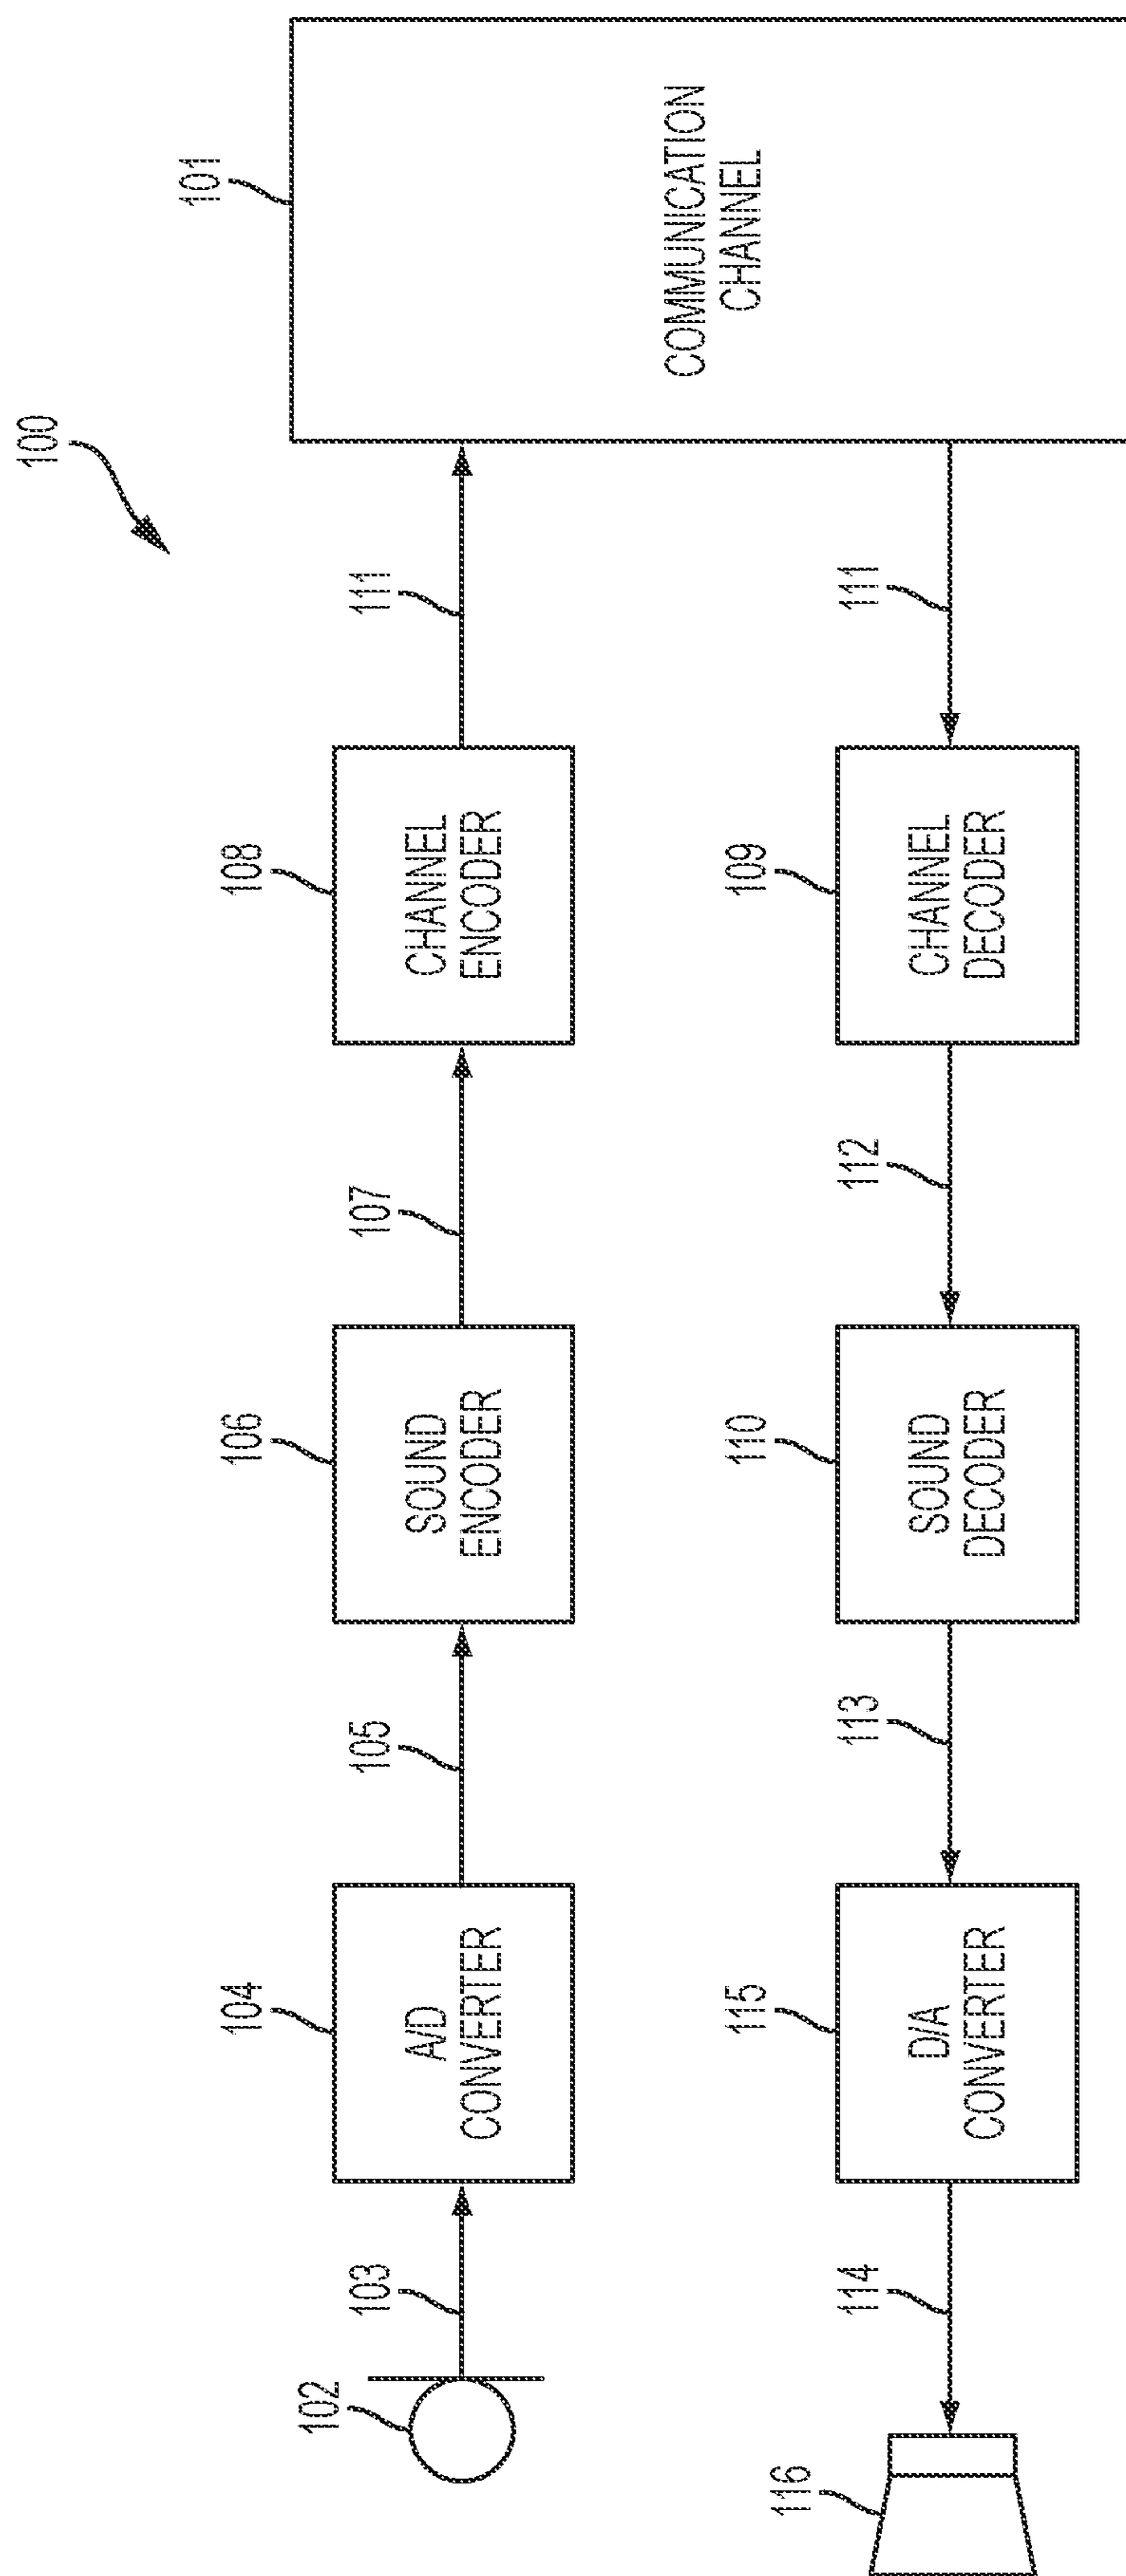 100
101
COMMUNICATION
CHANNEL
102
103
104
A/D
CONVERTER
105
106
SOUND
ENCODER
107
108
CHANNEL
ENCODER
111
116
114
115
D/A
CONVERTER
113
110
SOUND
DECODER
112
109
CHANNEL
DECODER
111